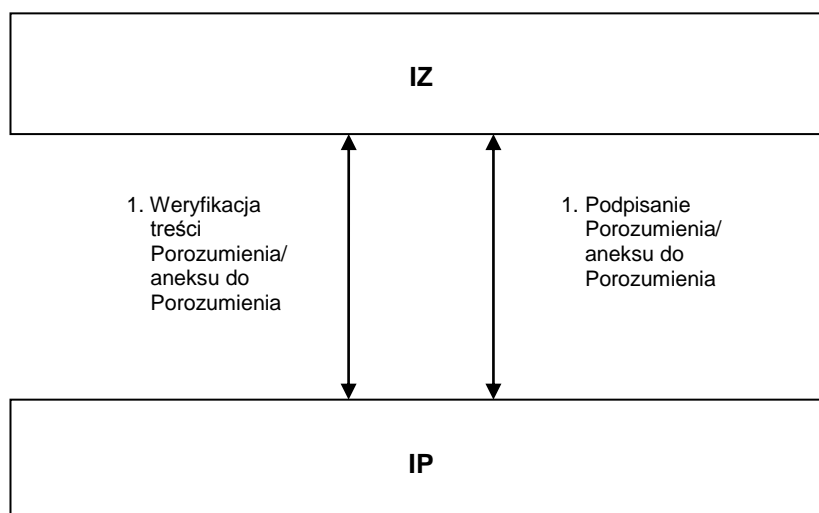 IZ
1. Weryfikacja
treści
Porozumienia/
aneksu do
Porozumienia
1. Podpisanie
Porozumienia/
aneksu do
Porozumienia
IP